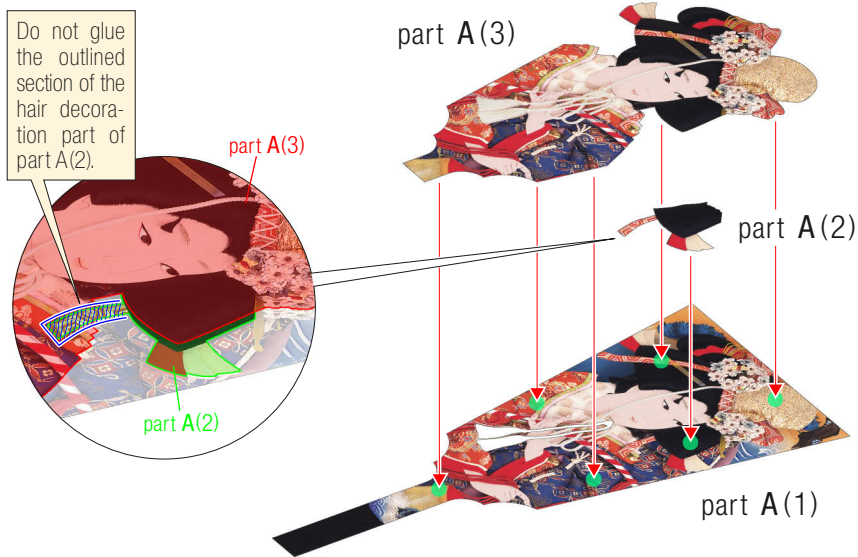 Do not glue
the outlined
section of the
hair decora-
tion part of
part A(2).
part A(3)
part A(3)
part A(2)
part A(2)
part A(1)